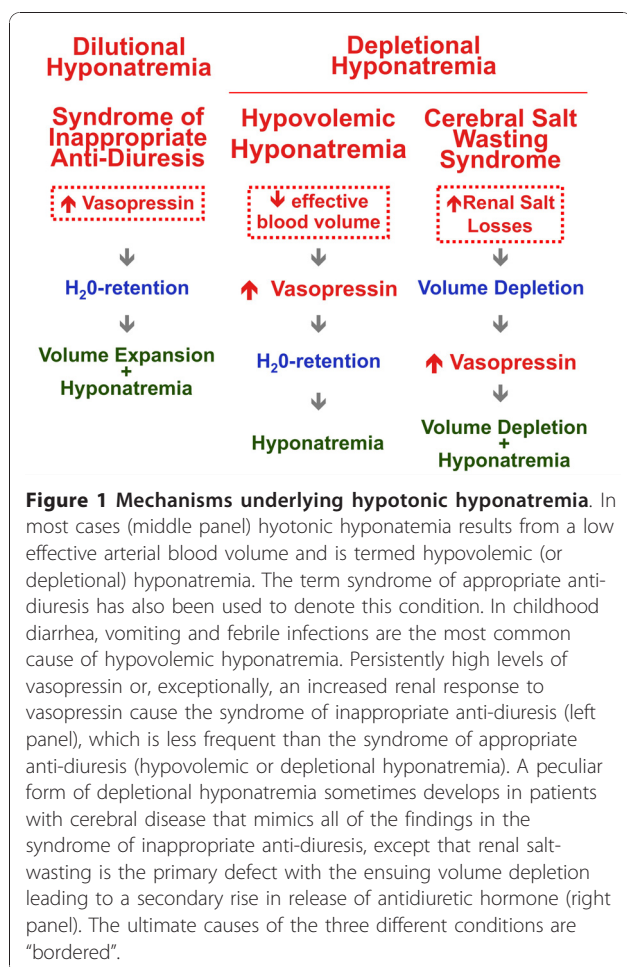 Dilutional
Hyponatremia
Depletional
Hyponatremia
Syndrome of
Inappropriate
Anti-Diuresis
Hypovolemic
Hyponatremia
Cerebral Salt
Wasting
Syndrome
↑ Vasopressin
↓ effective
blood volume
↑Renal Salt
Losses
↓
↓
↓
H₂0-retention
↑ Vasopressin
Volume Depletion
↓
↓
↓
Volume Expansion
+
Hyponatremia
H₂0-retention
↑ Vasopressin
↓
↓
Hyponatremia
Volume Depletion
+
Hyponatremia
Figure 1 Mechanisms underlying hypotonic hyponatremia. In
most cases (middle panel) hyotonic hyponatemia results from a low
effective arterial blood volume and is termed hypovolemic (or
depletional) hyponatremia. The term syndrome of appropriate anti-
diuresis has also been used to denote this condition. In childhood
diarrhea, vomiting and febrile infections are the most common
cause of hypovolemic hyponatremia. Persistently high levels of
vasopressin or, exceptionally, an increased renal response to
vasopressin cause the syndrome of inappropriate anti-diuresis (left
panel), which is less frequent than the syndrome of appropriate
anti-diuresis (hypovolemic or depletional hyponatremia). A peculiar
form of depletional hyponatremia sometimes develops in patients
with cerebral disease that mimics all of the findings in the
syndrome of inappropriate anti-diuresis, except that renal salt-
wasting is the primary defect with the ensuing volume depletion
leading to a secondary rise in release of antidiuretic hormone (right
panel). The ultimate causes of the three different conditions are
“bordered”.